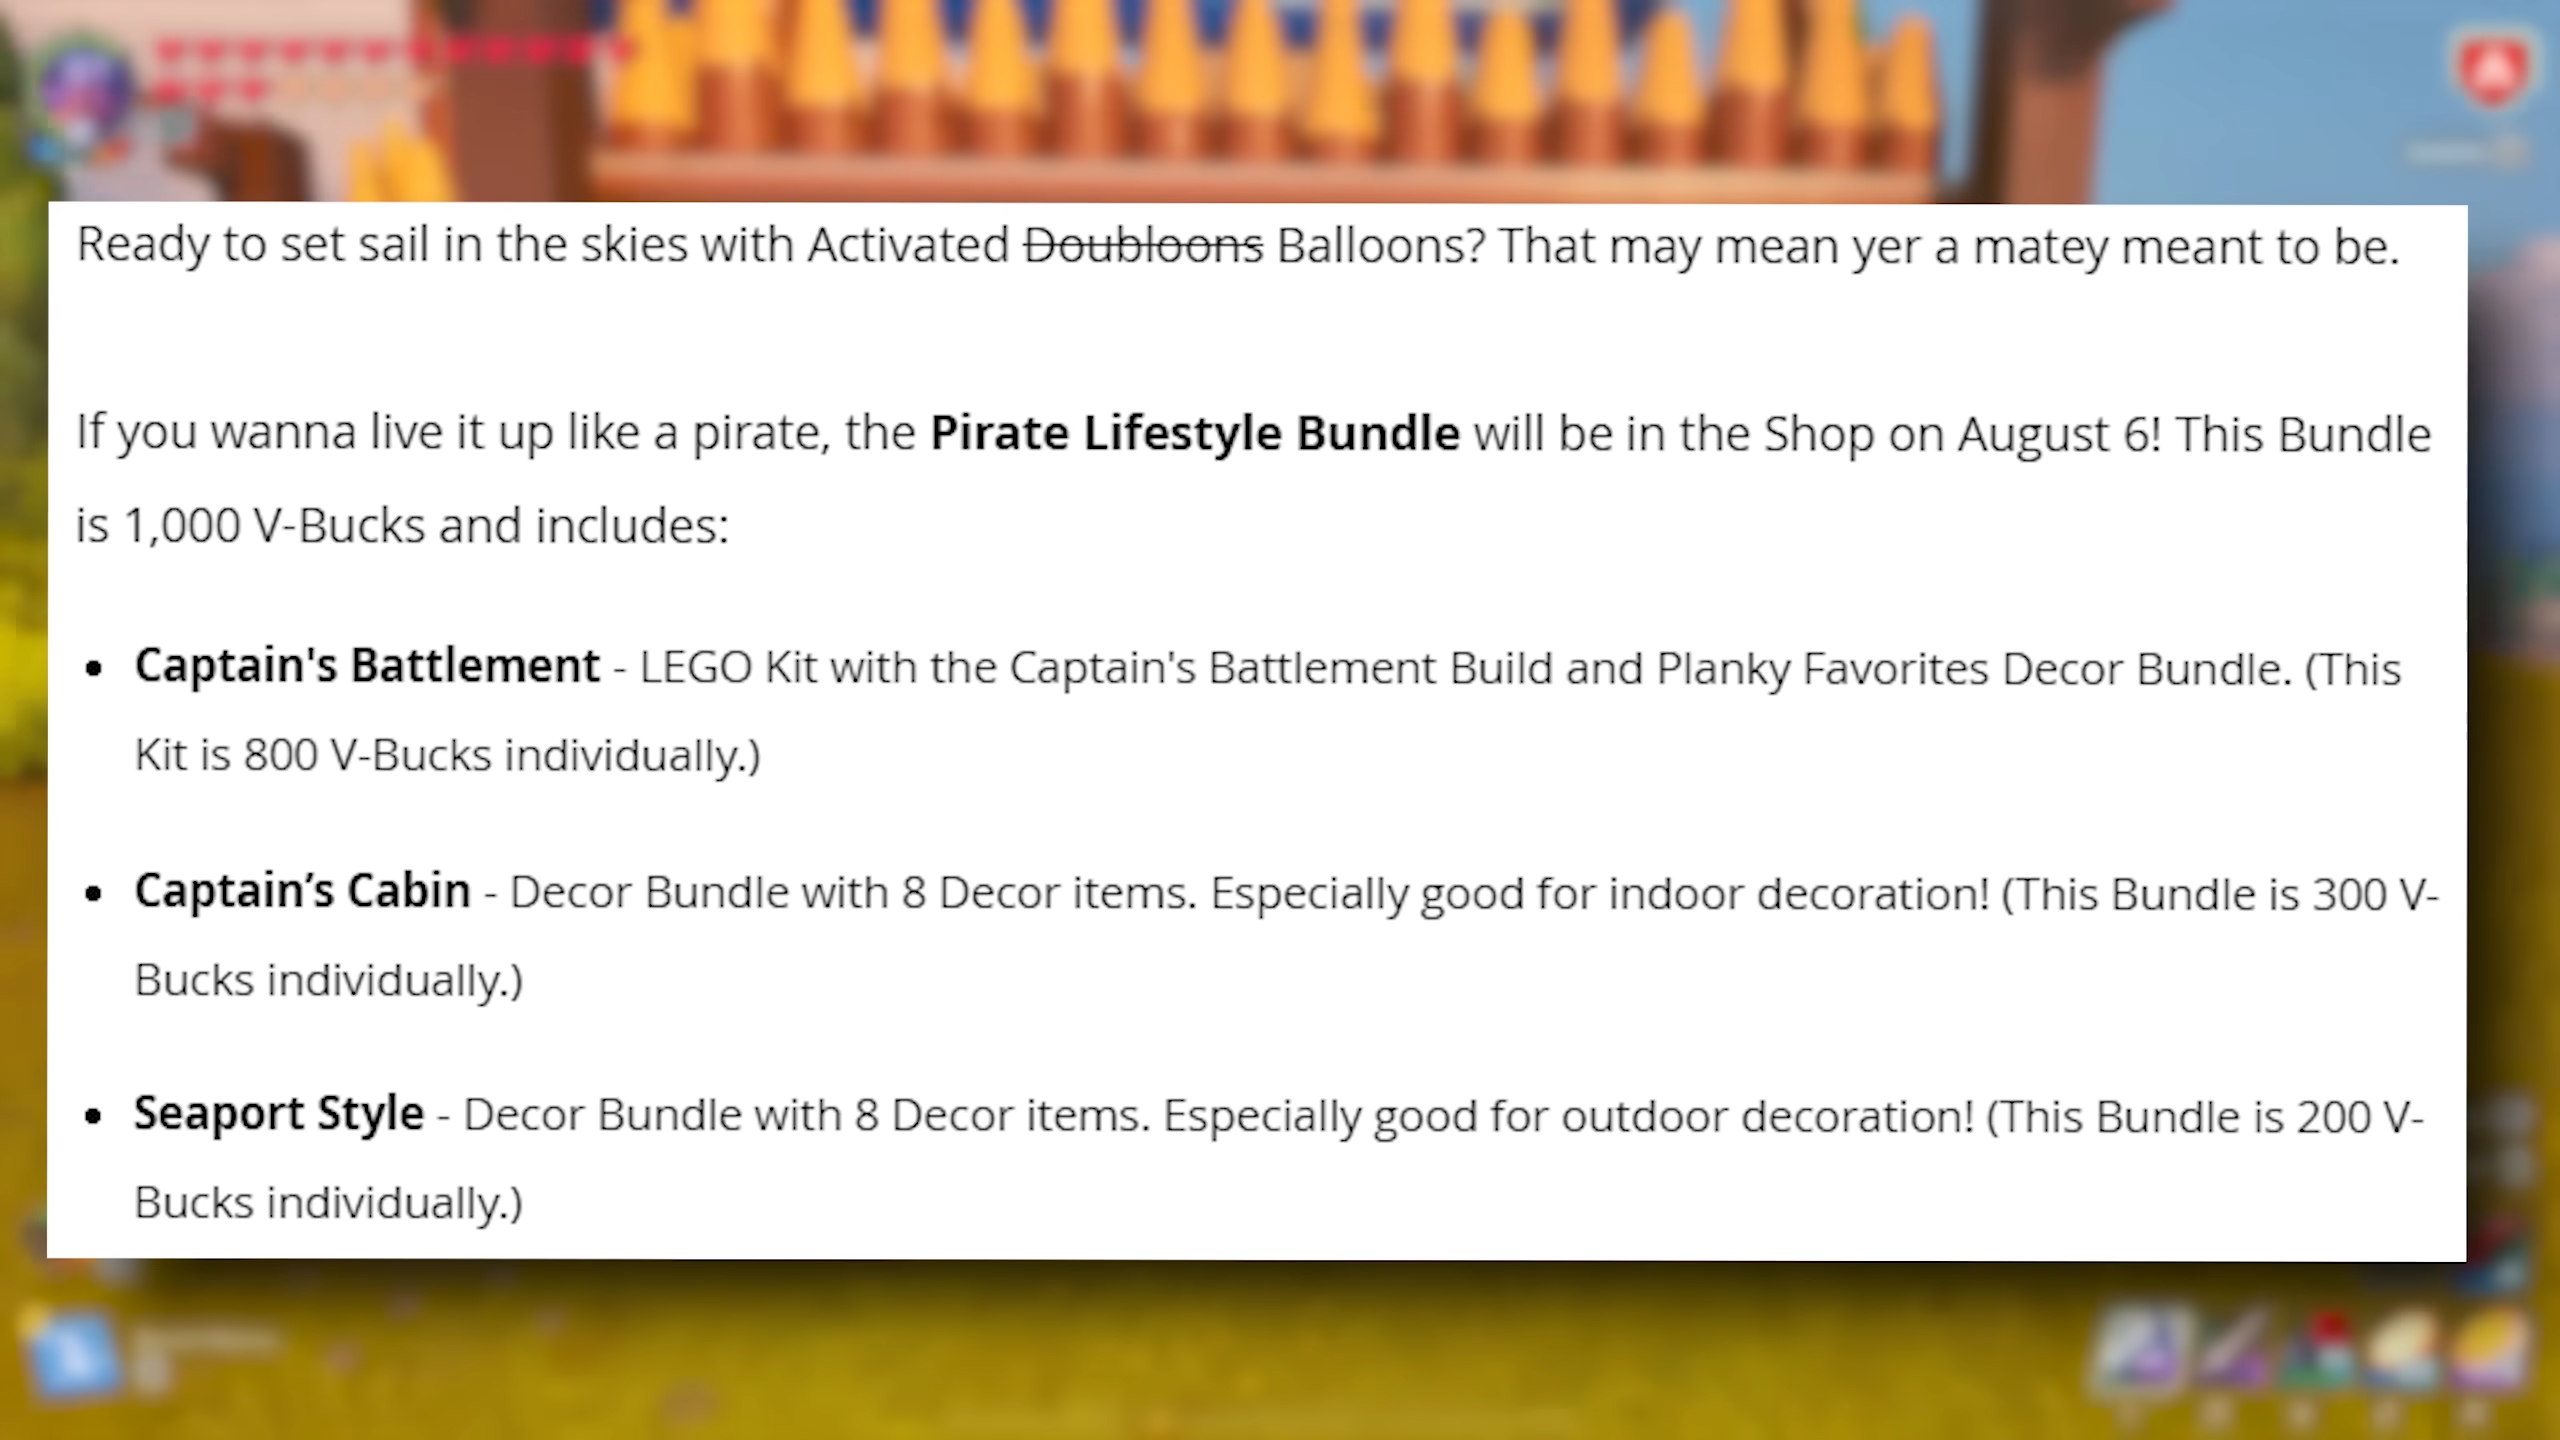 Ready to set sail in the skies with Activated Doubloons Balloons? That may mean yer a matey meant to be.
If you wanna live it up like a pirate, the Pirate Lifestyle Bundle will be in the Shop on August 6! This Bundle
is 1,000 V-Bucks and includes:
• Captain's Battlement - LEGO Kit with the Captain's Battlement Build and Planky Favorites Decor Bundle. (This
Kit is 800 V-Bucks individually.)
• Captain’s Cabin - Decor Bundle with 8 Decor items. Especially good for indoor decoration! (This Bundle is 300 V-
Bucks individually.)
• Seaport Style - Decor Bundle with 8 Decor items. Especially good for outdoor decoration! (This Bundle is 200 V-
Bucks individually.)